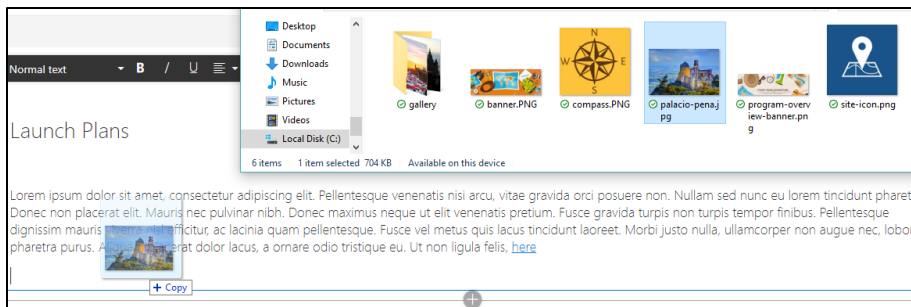 Desktop
Documents
Downloads
Music
Pictures
Videos
Local Disk (C:)
gallery
banner.PNG
compass.PNG
palacio-pena.j
pg
program-overv
iew-banner.pn
g
site-icon.png
6 items 1 item selected 704 KB Available on this device
Normal text B / U
Launch Plans
Lorem ipsum dolor sit amet, consectetur adipiscing elit. Pellentesque venenatis nisi arcu, vitae gravida orci posuere non. Nullam sed nunc eu lorem tincidunt pharet
Donec non placerat elit. Mauris nec pulvinar nibh. Donec maximus neque ut elit venenatis pretium. Fusce gravida turpis non turpis tempor finibus. Pellentesque
dignissim mauris viverra nisl efficitur, ac lacinia quam pellentesque. Fusce vel metus quis lacus tincidunt laoreet. Morbi justo nulla, ullamcorper non augue nec, lobor
pharetra purus. erat dolor lacus, a ornare odio tristique eu. Ut non ligula felis, here
+ Copy